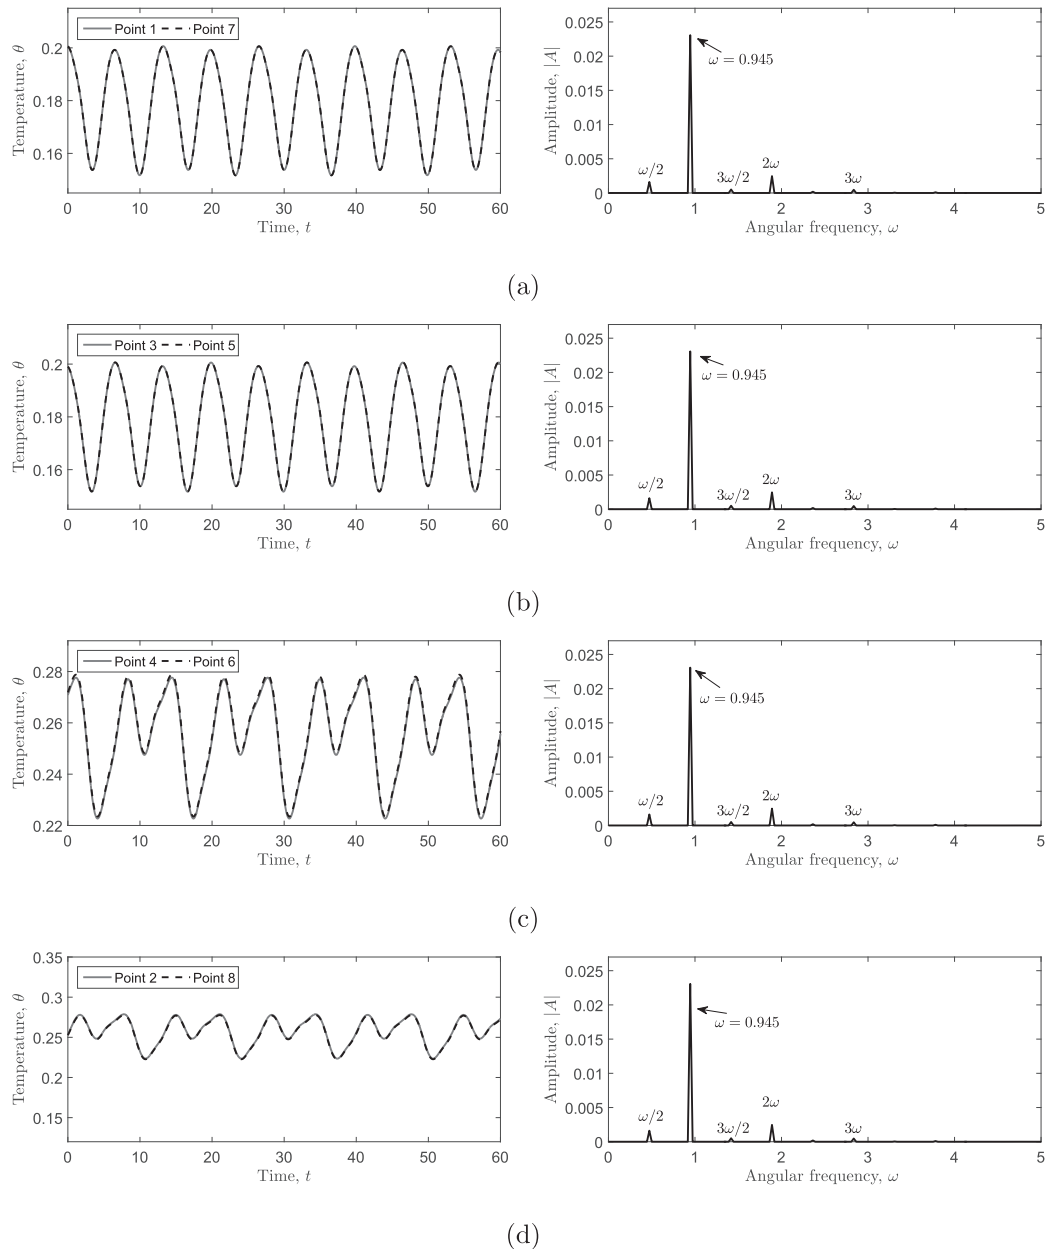 Point 1 Point 7
0.2
0.18
0.16
Temperature, θ
0 10 20 30 40 50 60
Time, t
0.025
0.02
0.015
0.01
0.005
0
Amplitude, |A|
ω = 0.945
ω/2
3ω/2
2ω
3ω
0 1 2 3 4 5
Angular frequency, ω
(a)
Point 3 Point 5
0.2
0.18
0.16
Temperature, θ
0 10 20 30 40 50 60
Time, t
0.025
0.02
0.015
0.01
0.005
0
Amplitude, |A|
ω = 0.945
ω/2
3ω/2
2ω
3ω
0 1 2 3 4 5
Angular frequency, ω
(b)
Point 4 Point 6
0.28
0.26
0.24
0.22
Temperature, θ
0 10 20 30 40 50 60
Time, t
0.025
0.02
0.015
0.01
0.005
0
Amplitude, |A|
ω = 0.945
ω/2
3ω/2
2ω
3ω
0 1 2 3 4 5
Angular frequency, ω
(c)
Point 2 Point 8
0.35
0.3
0.25
0.2
0.15
Temperature, θ
0 10 20 30 40 50 60
Time, t
0.025
0.02
0.015
0.01
0.005
0
Amplitude, |A|
ω = 0.945
ω/2
3ω/2
2ω
3ω
0 1 2 3 4 5
Angular frequency, ω
(d)